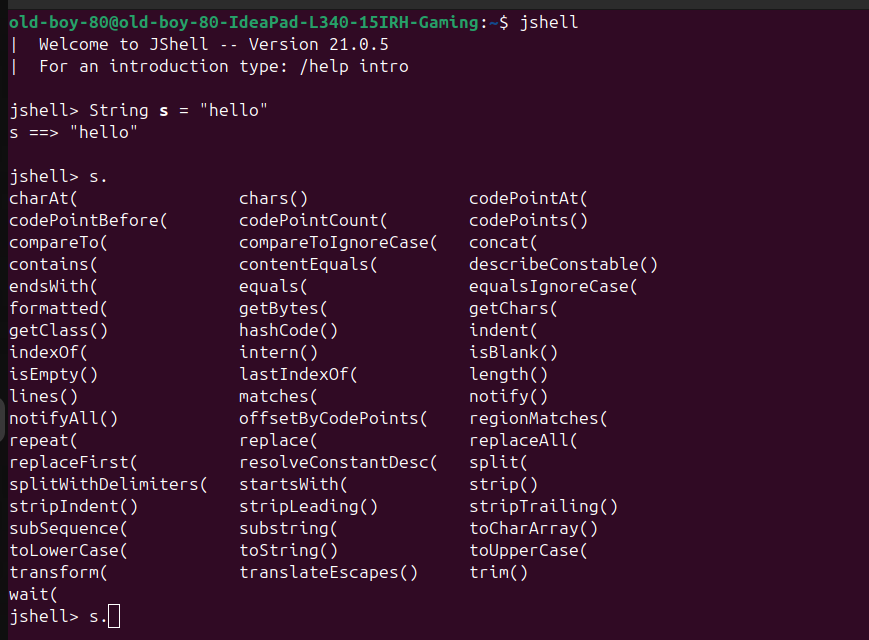 old-boy-80@old-boy-80-IdeaPad-L340-15IRH-Gaming:~$ jshell
|  Welcome to JShell -- Version 21.0.5
|  For an introduction type: /help intro

jshell> String s = "hello"
s ==> "hello"

jshell> s.
charAt(                chars()                codePointAt(
codePointBefore(       codePointCount(        codePoints()
compareTo(             compareToIgnoreCase(   concat(
contains(              contentEquals(         describeConstable()
endsWith(              equals(                equalsIgnoreCase(
formatted(             getBytes(              getChars(
getClass()             hashCode()             indent(
indexOf(               intern()               isBlank()
isEmpty()              lastIndexOf(           length()
lines()                matches(               notify()
notifyAll()            offsetByCodePoints(    regionMatches(
repeat(                replace(               replaceAll(
replaceFirst(          resolveConstantDesc(   split(
splitWithDelimiters(   startsWith(            strip()
stripIndent()          stripLeading()         stripTrailing()
subSequence(           substring(             toCharArray()
toLowerCase(           toString()             toUpperCase(
transform(             translateEscapes()     trim()
wait(
jshell> s.